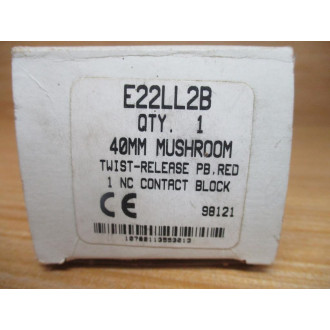 E22LL2B
QTY. 1
40MM MUSHROOM
TWIST-RELEASE PB.RED
1 NC CONTACT BLOCK
CE 98121